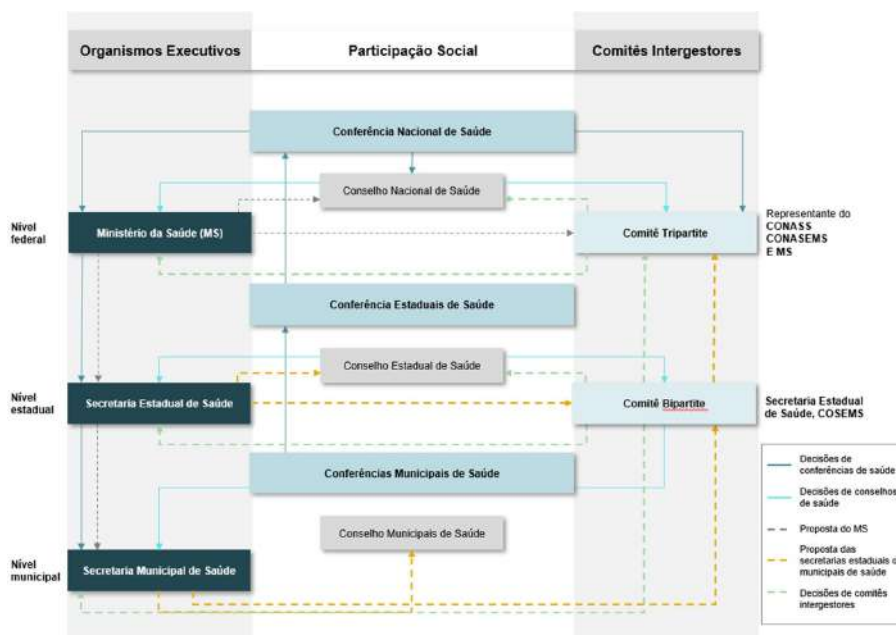 Organismos Executivos
Participação Social
Comitês Intergestores
Conferência Nacional de Saúde
Conselho Nacional de Saúde
Nível
federal
Ministério da Saúde (MS)
Comitê Tripartite
Representante do
CONASS
CONASEMS
E MS
Conferência Estaduais de Saúde
Conselho Estadual de Saúde
Nível
estadual
Secretaria Estadual de Saúde
Comitê Bipartite
Secretaria Estadual
de Saúde, COSEMS
Conferências Municipais de Saúde
Conselho Municipais de Saúde
Nível
municipal
Secretaria Municipal de Saúde
Decisões de
conferências de saúde
Decisões de conselhos
de saúde
Proposta do MS
Proposta das
secretarias estaduais e
municipais de saúde
Decisões de comitês
intergestores